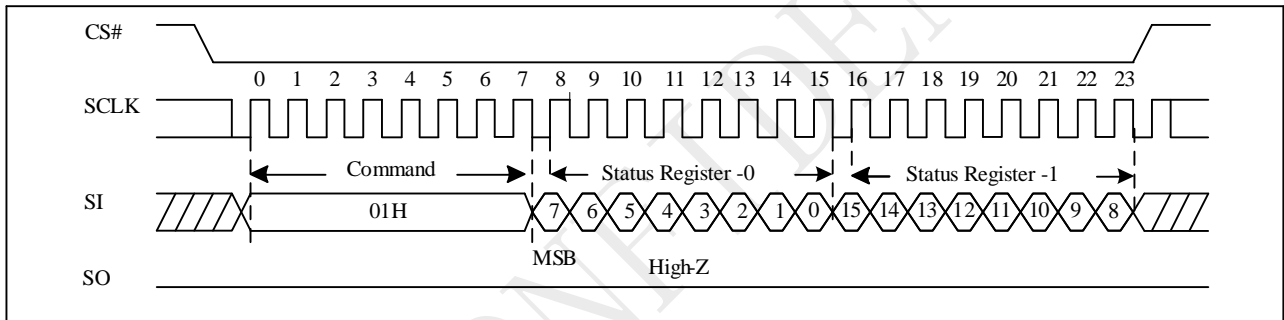 CS#
0 1 2 3 4 5 6 7 8 9 10 11 12 13 14 15 16 17 18 19 20 21 22 23
SCLK
Command Status Register -0 Status Register -1
SI 01H 7 6 5 4 3 2 1 0 15 14 13 12 11 10 9 8
MSB High-Z
SO